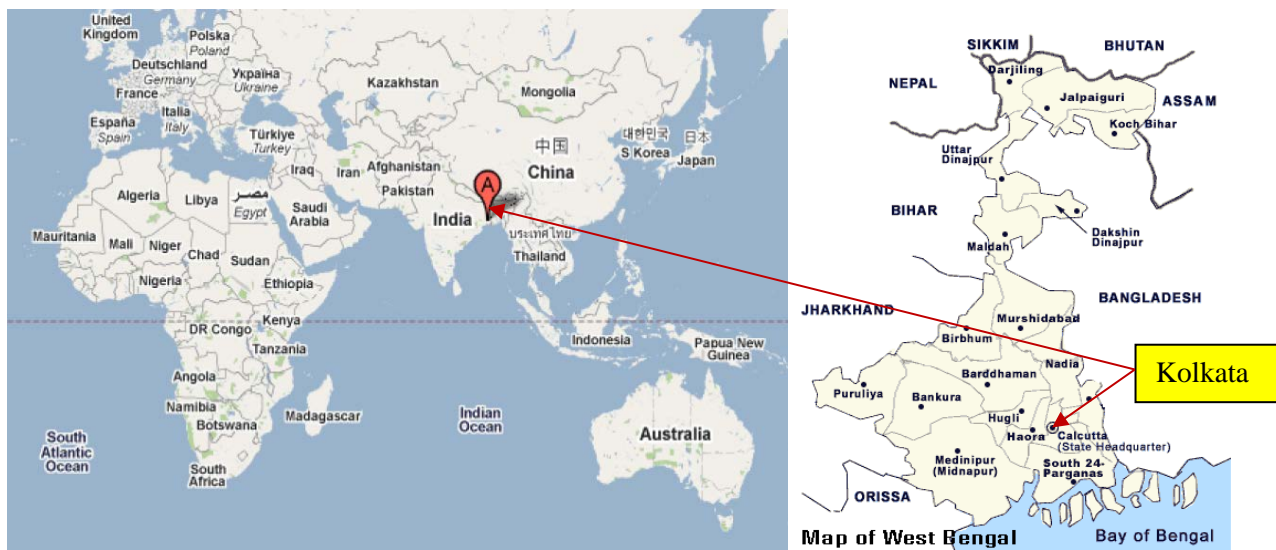 United
Kingdom
Polska
Poland
Deutschland
Germany
Україна
Ukraine
France
Kazakhstan
Mongolia
España
Spain
Italia
Italy
Türkiye
Turkey
대한민국
S Korea
日本
Japan
中国
China
Iraq
Iran
Afghanistan
Pakistan
A
Algeria
Libya
مصر
Egypt
Saudi
Arabia
India
Mauritania
Mali
Niger
Chad
Sudan
ประเทศไทย
Thailand
Nigeria
Ethiopia
DR Congo
Kenya
Tanzania
Indonesia
Papua New
Guinea
Angola
Namibia
Botswana
Madagascar
Indian
Ocean
Australia
South
Atlantic
Ocean
South
Africa
SIKKIM
BHUTAN
NEPAL
Darjiling
Jalpaiguri
ASSAM
Koch Bihar
Uttar
Dinajpur
BIHAR
Dakshin
Dinajpur
Maldah
BANGLADESH
JHARKHAND
Murshidabad
Birbhum
Nadia
Kolkata
Barddhaman
Puruliya
Bankura
Hugli
Haora
Calcutta
(State Headquarter)
Medinipur
(Midnapur)
South 24-
Parganas
ORISSA
Map of West Bengal
Bay of Bengal